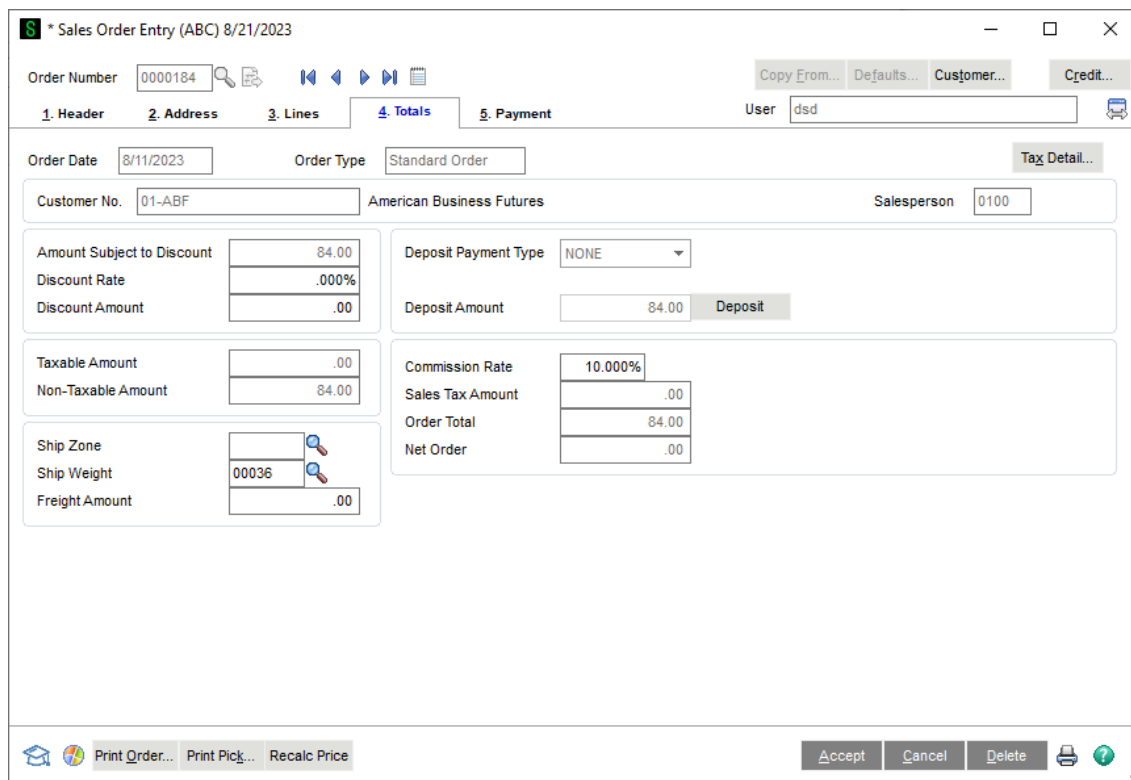 S * Sales Order Entry (ABC) 8/21/2023
Order Number 0000184 Copy From... Defaults... Customer... Credit...
1. Header 2. Address 3. Lines 4. Totals 5. Payment User dsd
Order Date 8/11/2023 Order Type Standard Order Tax Detail...
Customer No. 01-ABF American Business Futures Salesperson 0100
Amount Subject to Discount 84.00 Deposit Payment Type NONE
Discount Rate .000%
Discount Amount .00 Deposit Amount 84.00 Deposit
Taxable Amount .00 Commission Rate 10.000%
Non-Taxable Amount 84.00 Sales Tax Amount .00
Order Total 84.00
Ship Zone Net Order .00
Ship Weight 00036
Freight Amount .00
Print Order... Print Pick... Recalc Price Accept Cancel Delete ?